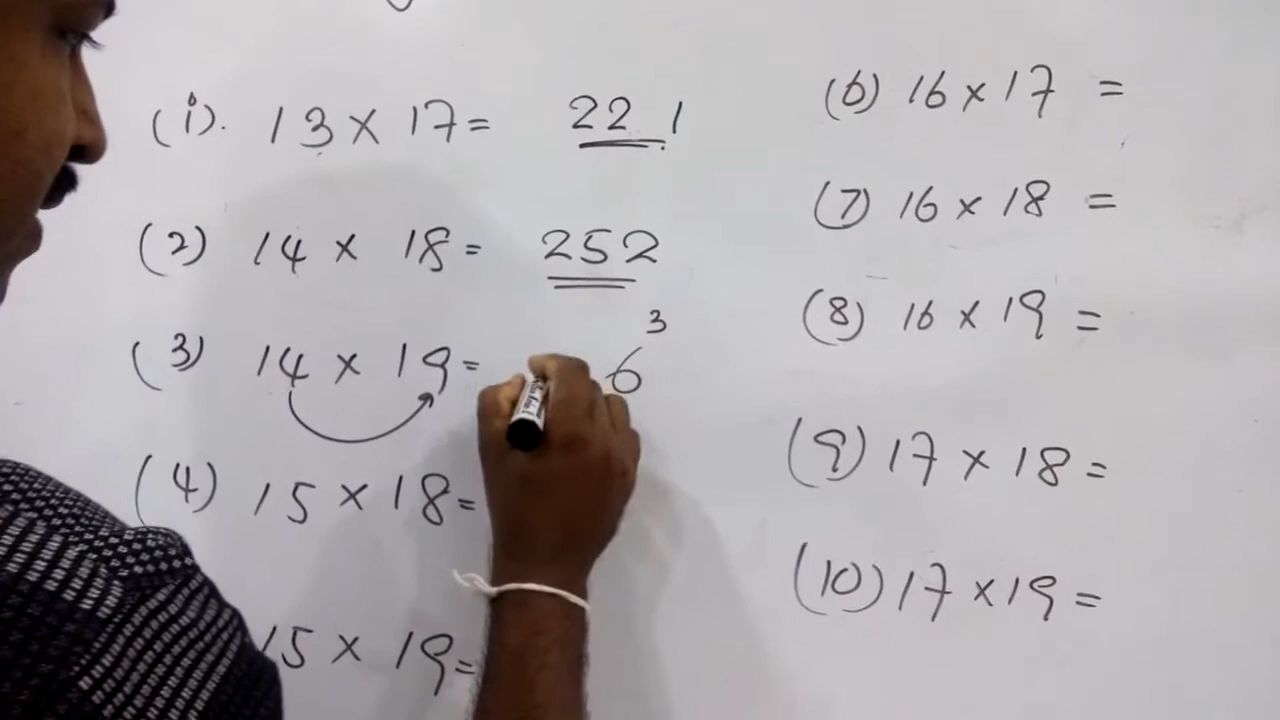 (i). 13 × 17 = 221
(2) 14 × 18 = 252
(3) 14 × 19 = 6 3
(4) 15 × 18 =
15 × 19 =
(6) 16 × 17 =
(7) 16 × 18 =
(8) 16 × 19 =
(9) 17 × 18 =
(10) 17 × 19 =